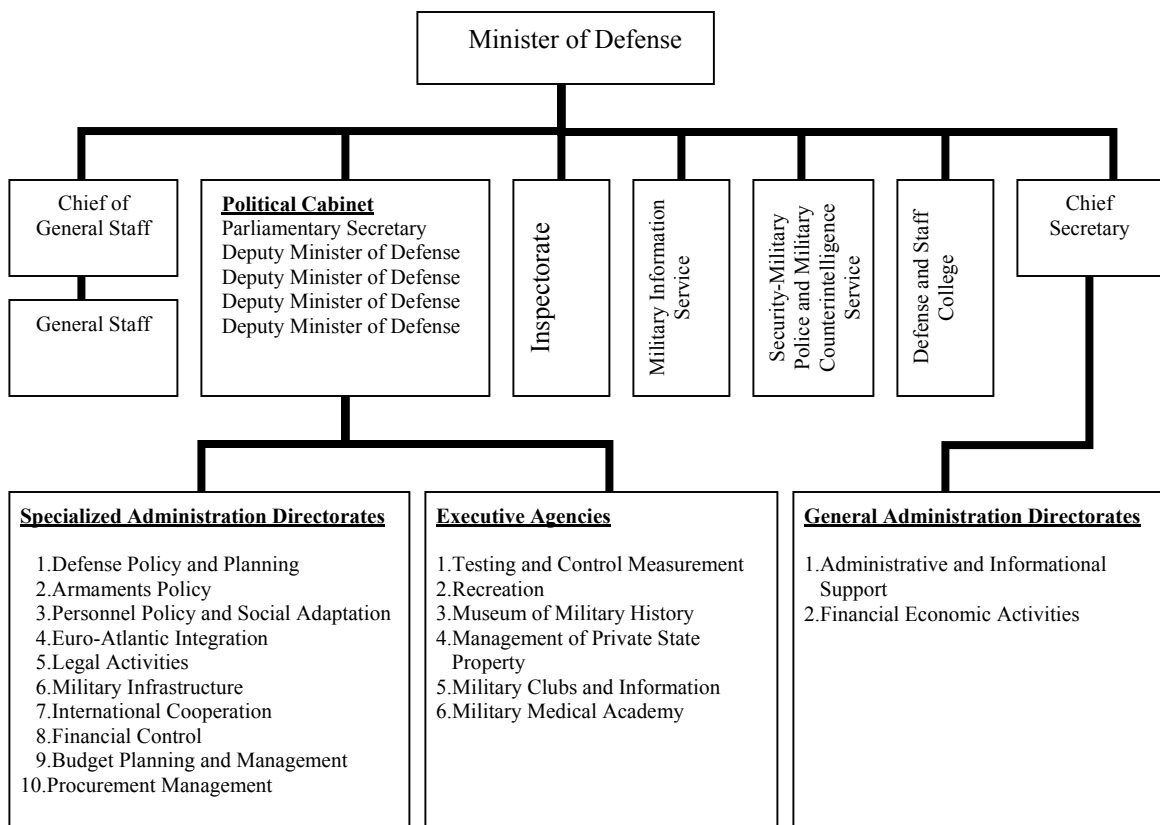 Minister of Defense
Chief of
General Staff
General Staff
Political Cabinet
Parliamentary Secretary
Deputy Minister of Defense
Deputy Minister of Defense
Deputy Minister of Defense
Deputy Minister of Defense
Inspectorate
Military Information
Service
Security-Military
Police and Military
Counterintelligence
Service
Defense and Staff
College
Chief
Secretary
Specialized Administration Directorates
1.Defense Policy and Planning
2.Armaments Policy
3.Personnel Policy and Social Adaptation
4.Euro-Atlantic Integration
5.Legal Activities
6.Military Infrastructure
7.International Cooperation
8.Financial Control
9.Budget Planning and Management
10.Procurement Management
Executive Agencies
1.Testing and Control Measurement
2.Recreation
3.Museum of Military History
4.Management of Private State
Property
5.Military Clubs and Information
6.Military Medical Academy
General Administration Directorates
1.Administrative and Informational
Support
2.Financial Economic Activities